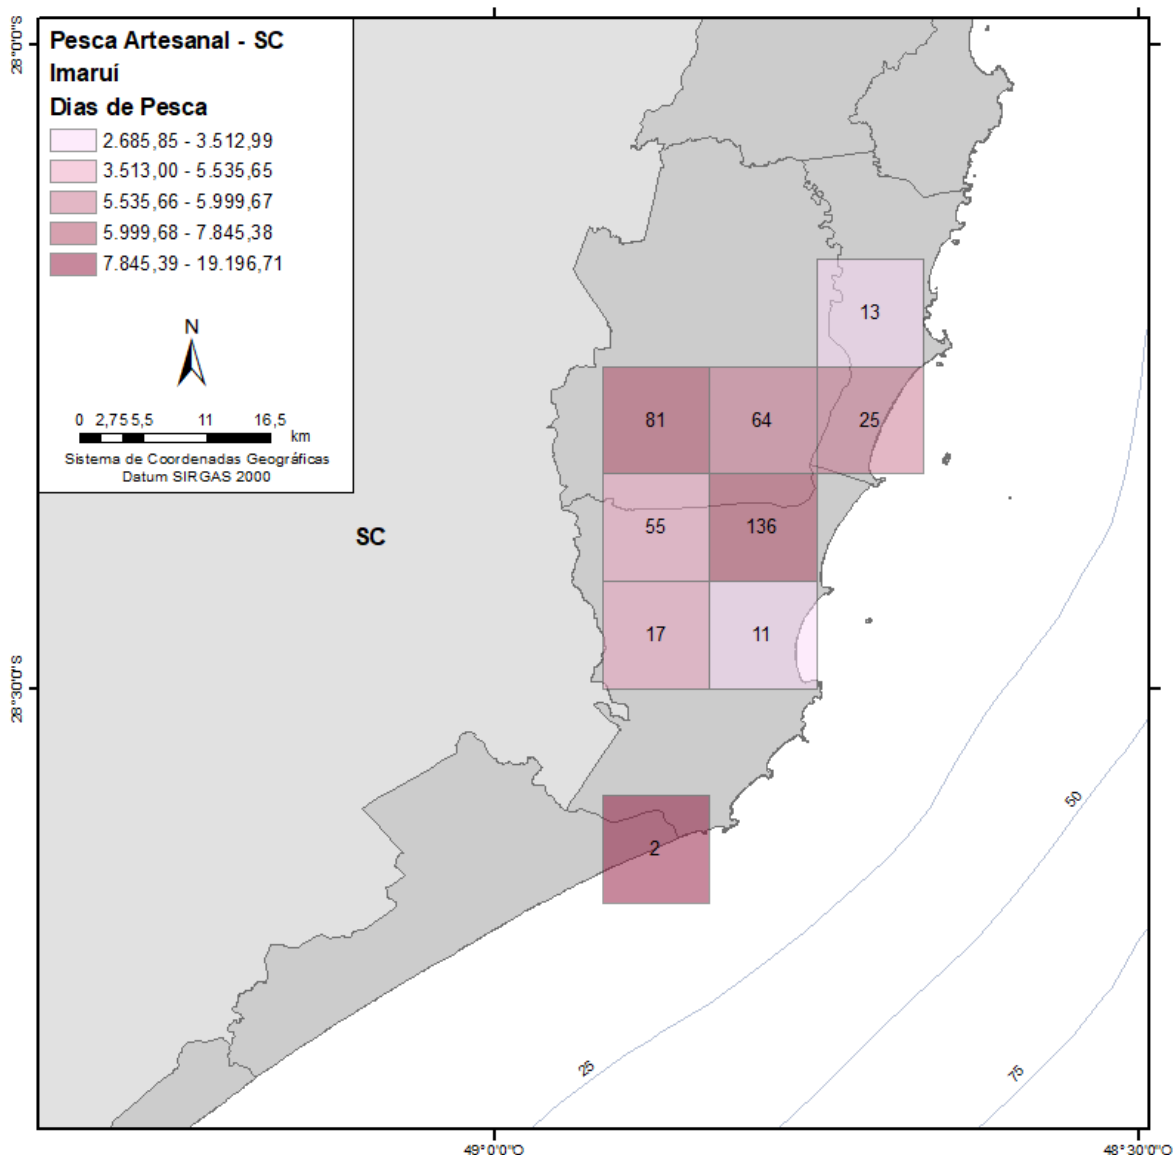 Pesca Artesanal - SC
Imaruí
Dias de Pesca
2.685,85 - 3.512,99
3.513,00 - 5.535,65
5.535,66 - 5.999,67
5.999,68 - 7.845,38
7.845,39 - 19.196,71
N
0 2,75 5,5 11 16,5
km
Sistema de Coordenadas Geográficas
Datum SIRGAS 2000
28°0'0"S
13
81 64 25
SC
55 136
17 11
28°30'0"S
2
50
25
75
49°0'0"O
48°30'0"O